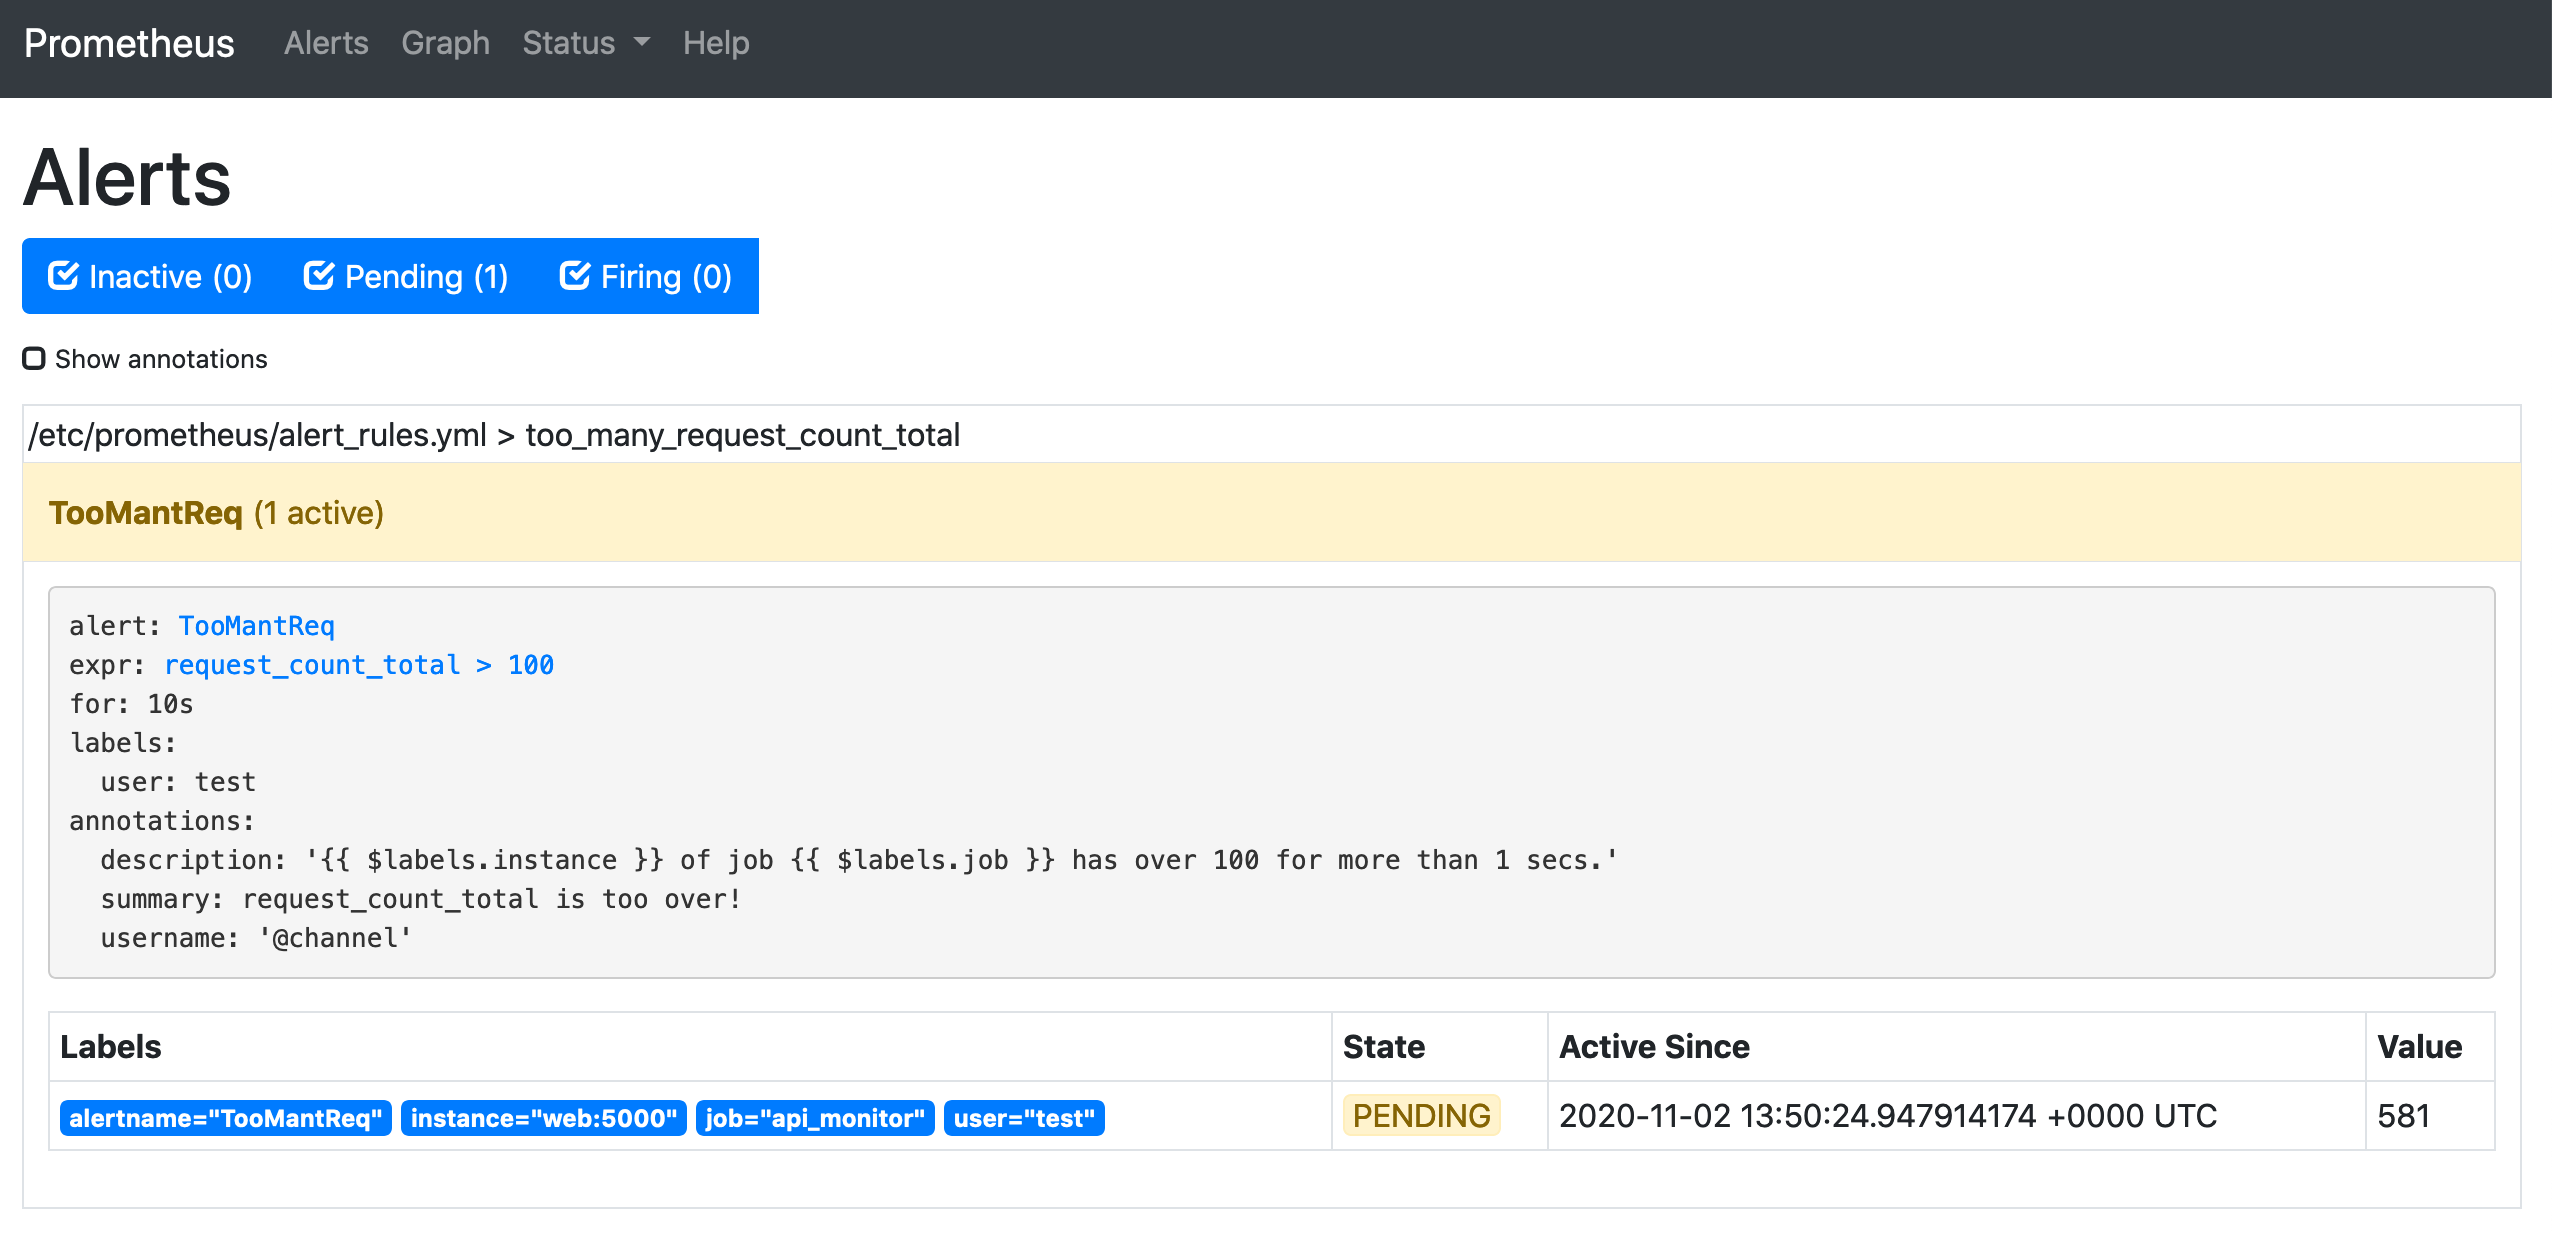 Prometheus Alerts Graph Status Help
Alerts
Inactive (0) Pending (1) Firing (0)
Show annotations
/etc/prometheus/alert_rules.yml > too_many_request_count_total
TooMantReq (1 active)
alert: TooMantReq
expr: request_count_total > 100
for: 10s
labels:
  user: test
annotations:
  description: '{{ $labels.instance }} of job {{ $labels.job }} has over 100 for more than 1 secs.'
  summary: request_count_total is too over!
  username: '@channel'
Labels State Active Since Value
alertname="TooMantReq" instance="web:5000" job="api_monitor" user="test" PENDING 2020-11-02 13:50:24.947914174 +0000 UTC 581